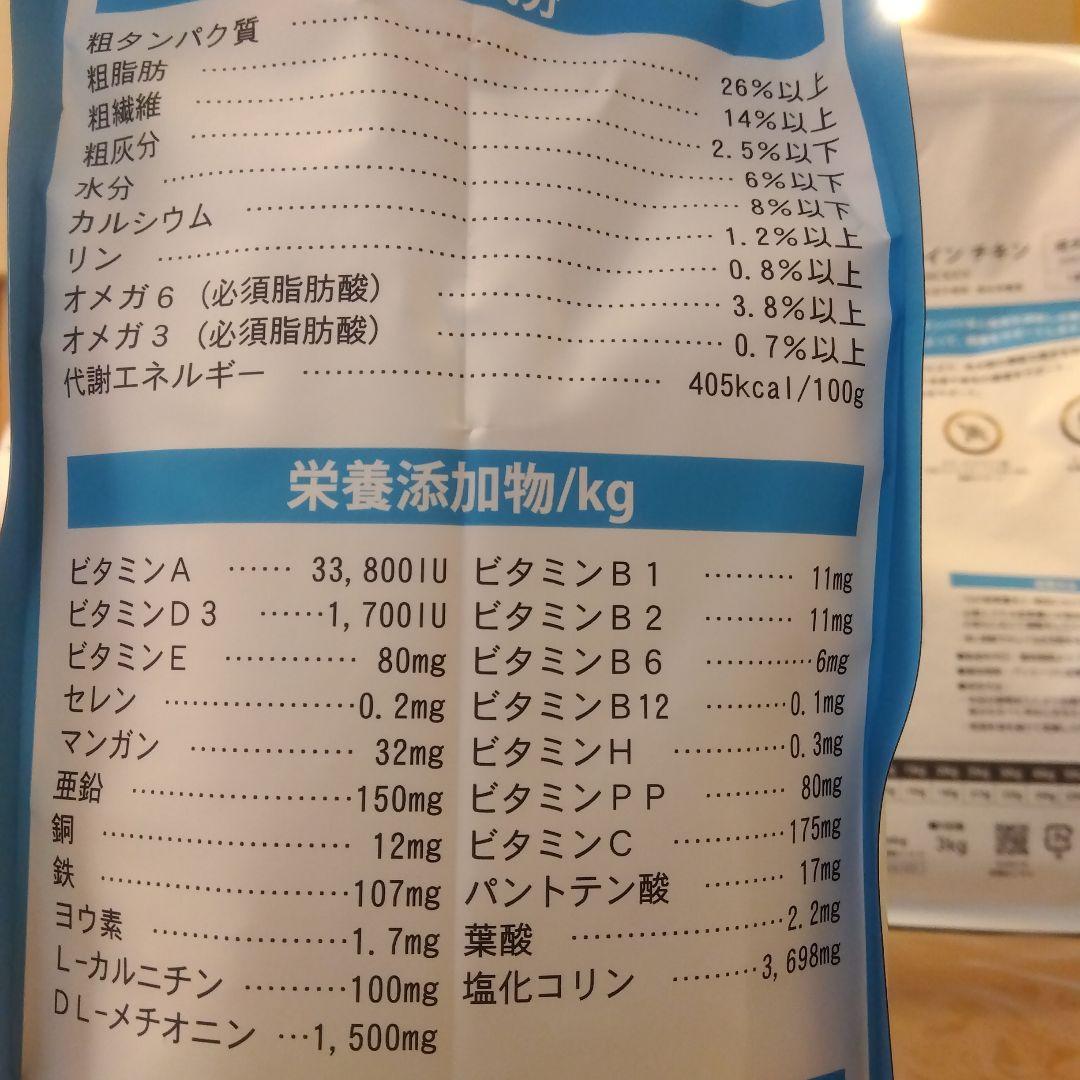 粗タンパク質 …… 26%以上
粗脂肪 …… 14%以上
粗繊維 …… 2.5%以下
粗灰分 …… 6%以下
水分 …… 8%以下
カルシウム …… 1.2%以上
リン …… 0.8%以上
オメガ6 (必須脂肪酸) …… 3.8%以上
オメガ3 (必須脂肪酸) …… 0.7%以上
代謝エネルギー …… 405kcal/100g
栄養添加物/kg
ビタミンA …… 33,800IU
ビタミンD3 …… 1,700IU
ビタミンE …… 80mg
セレン …… 0.2mg
マンガン …… 32mg
亜鉛 …… 150mg
銅 …… 12mg
鉄 …… 107mg
ヨウ素 …… 1.7mg
L-カルニチン …… 100mg
DL-メチオニン … 1,500mg
ビタミンB1 …… 11mg
ビタミンB2 …… 11mg
ビタミンB6 …… 6mg
ビタミンB12 …… 0.1mg
ビタミンH …… 0.3mg
ビタミンPP …… 80mg
ビタミンC …… 175mg
パントテン酸 …… 17mg
葉酸 …… 2.2mg
塩化コリン …… 3,698mg
イン チキン
3kg